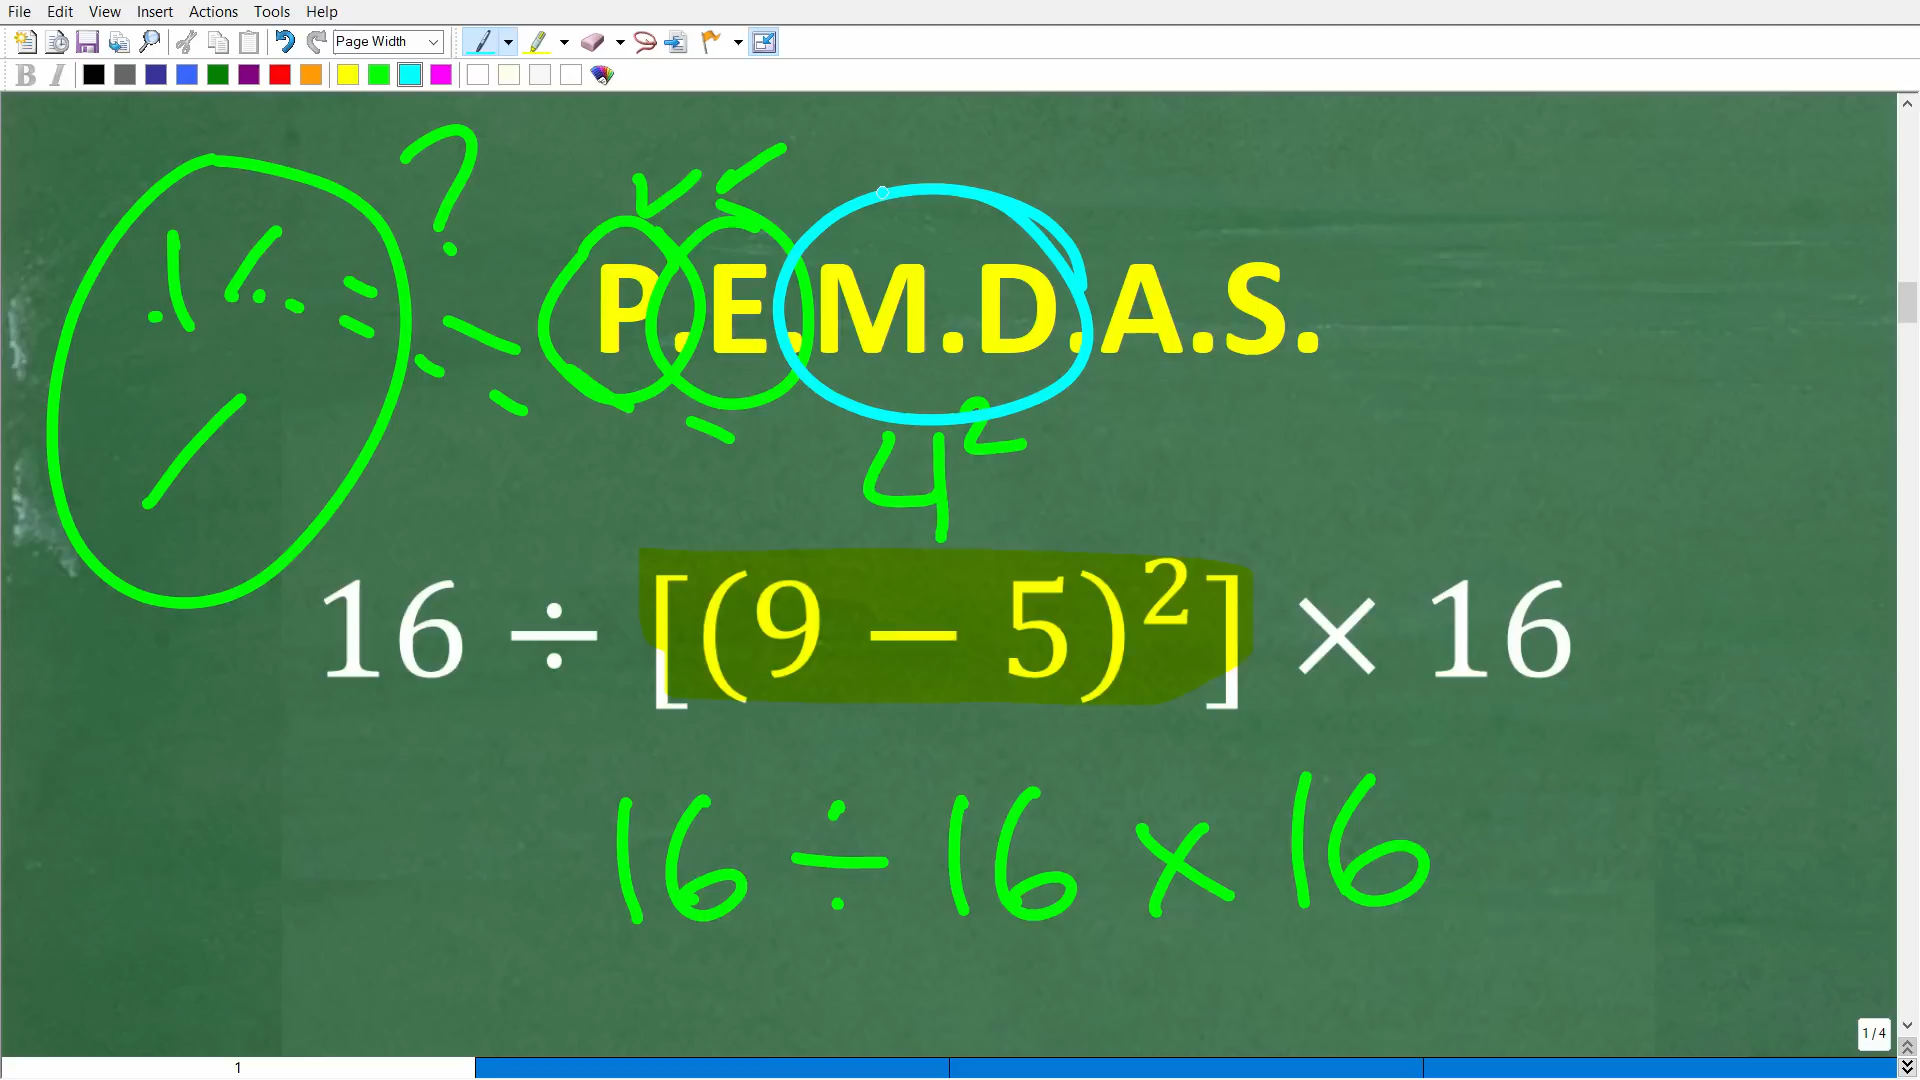 File Edit View Insert Actions Tools Help
Page Width
B I
?
P.E.M.D.A.S.
4²
16 ÷ [(9 − 5)²] × 16
16 ÷ 16 × 16
1 / 4
1